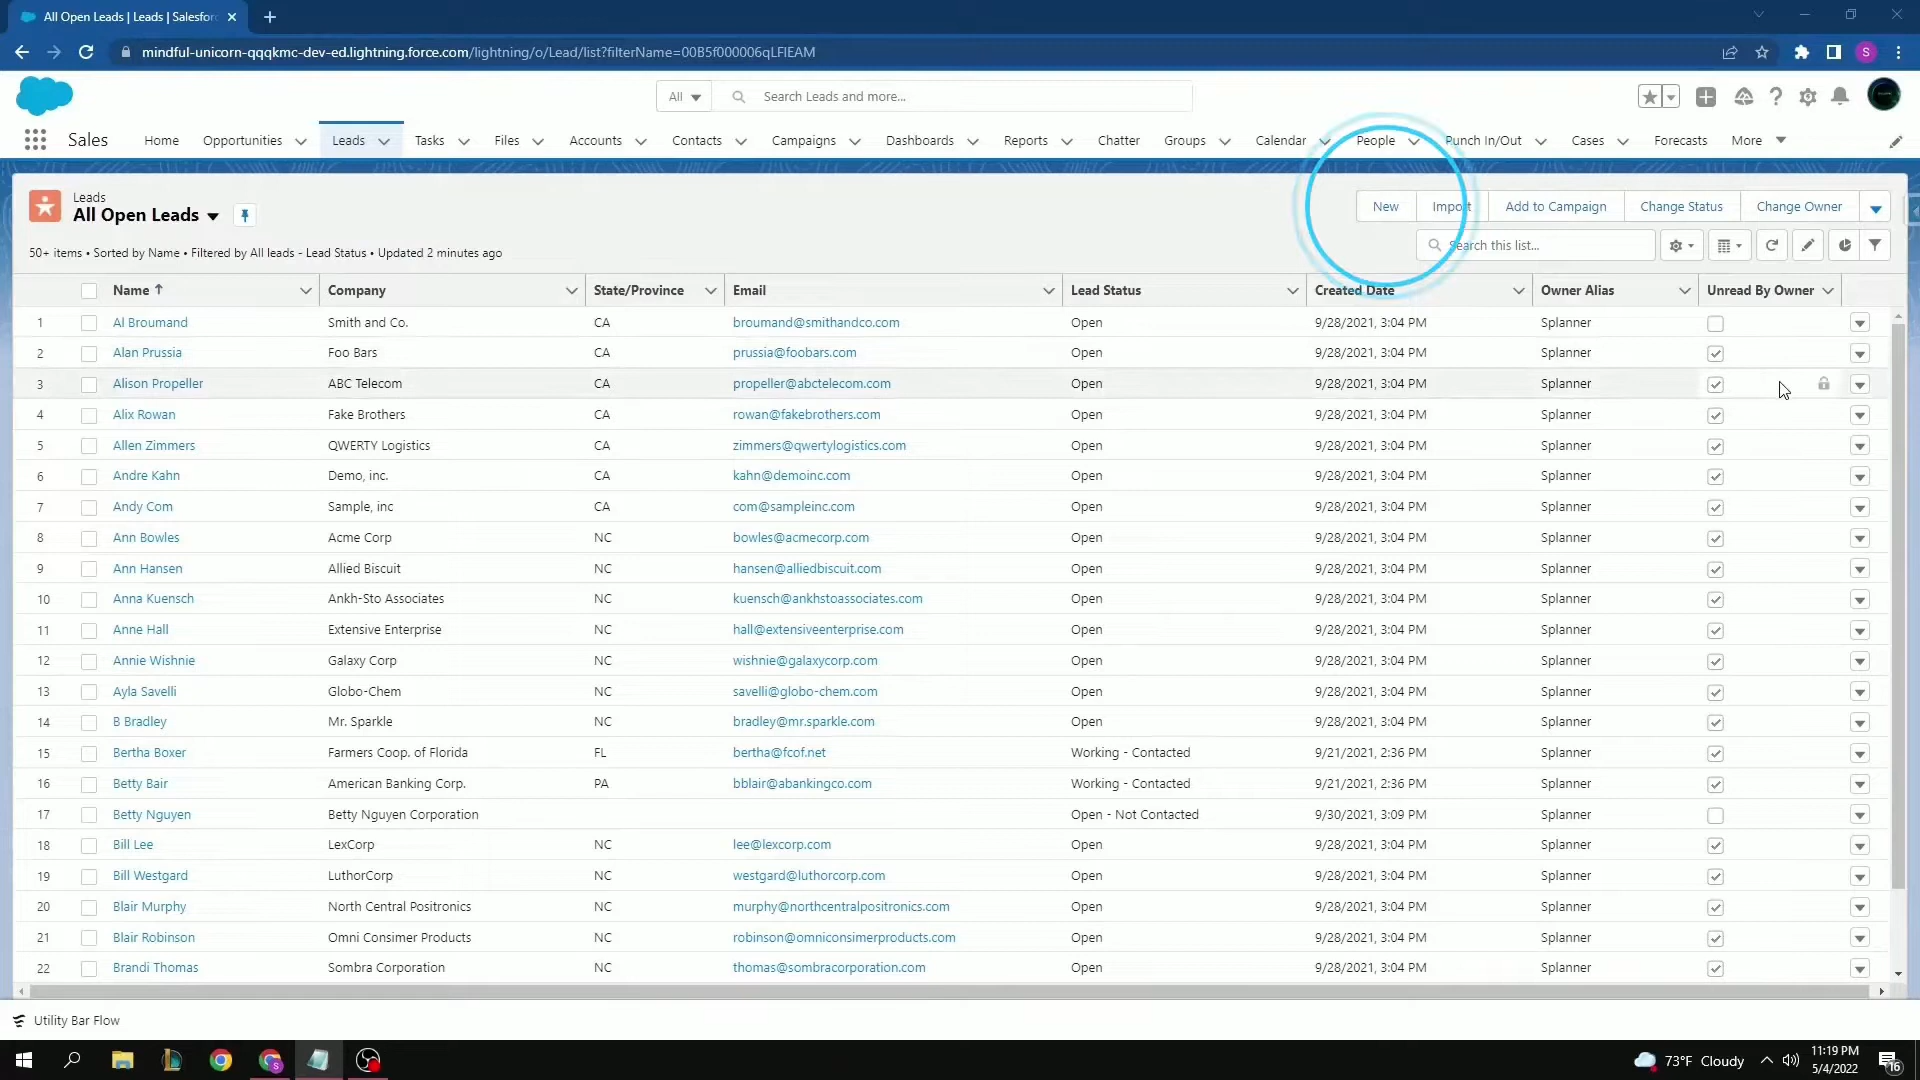 All Open Leads | Leads | Salesfor
mindful-unicorn-qqqkmc-dev-ed.lightning.force.com/lightning/o/Lead/list?filterName=00B5f000006qLFIEAM
S
All Search Leads and more...
Sales Home Opportunities Leads Tasks Files Accounts Contacts Campaigns Dashboards Reports Chatter Groups Calendar People Punch In/Out Cases Forecasts More
Leads
All Open Leads
New Import Add to Campaign Change Status Change Owner
50+ items • Sorted by Name • Filtered by All leads - Lead Status • Updated 2 minutes ago
Search this list...
Name Company State/Province Email Lead Status Created Date Owner Alias Unread By Owner
1 Al Broumand Smith and Co. CA broumand@smithandco.com Open 9/28/2021, 3:04 PM Splanner
2 Alan Prussia Foo Bars CA prussia@foobars.com Open 9/28/2021, 3:04 PM Splanner
3 Alison Propeller ABC Telecom CA propeller@abctelecom.com Open 9/28/2021, 3:04 PM Splanner
4 Alix Rowan Fake Brothers CA rowan@fakebrothers.com Open 9/28/2021, 3:04 PM Splanner
5 Allen Zimmers QWERTY Logistics CA zimmers@qwertylogistics.com Open 9/28/2021, 3:04 PM Splanner
6 Andre Kahn Demo, inc. CA kahn@demoinc.com Open 9/28/2021, 3:04 PM Splanner
7 Andy Com Sample, inc CA com@sampleinc.com Open 9/28/2021, 3:04 PM Splanner
8 Ann Bowles Acme Corp NC bowles@acmecorp.com Open 9/28/2021, 3:04 PM Splanner
9 Ann Hansen Allied Biscuit NC hansen@alliedbiscuit.com Open 9/28/2021, 3:04 PM Splanner
10 Anna Kuensch Ankh-Sto Associates NC kuensch@ankhstoassociates.com Open 9/28/2021, 3:04 PM Splanner
11 Anne Hall Extensive Enterprise NC hall@extensiveenterprise.com Open 9/28/2021, 3:04 PM Splanner
12 Annie Wishnie Galaxy Corp NC wishnie@galaxycorp.com Open 9/28/2021, 3:04 PM Splanner
13 Ayla Savelli Globo-Chem NC savelli@globo-chem.com Open 9/28/2021, 3:04 PM Splanner
14 B Bradley Mr. Sparkle NC bradley@mr.sparkle.com Open 9/28/2021, 3:04 PM Splanner
15 Bertha Boxer Farmers Coop. of Florida FL bertha@fcof.net Working - Contacted 9/21/2021, 2:36 PM Splanner
16 Betty Bair American Banking Corp. PA bblair@abankingco.com Working - Contacted 9/21/2021, 2:36 PM Splanner
17 Betty Nguyen Betty Nguyen Corporation Open - Not Contacted 9/30/2021, 3:09 PM Splanner
18 Bill Lee LexCorp NC lee@lexcorp.com Open 9/28/2021, 3:04 PM Splanner
19 Bill Westgard LuthorCorp NC westgard@luthorcorp.com Open 9/28/2021, 3:04 PM Splanner
20 Blair Murphy North Central Positronics NC murphy@northcentralpositronics.com Open 9/28/2021, 3:04 PM Splanner
21 Blair Robinson Omni Consimer Products NC robinson@omniconsimerproducts.com Open 9/28/2021, 3:04 PM Splanner
22 Brandi Thomas Sombra Corporation NC thomas@sombracorporation.com Open 9/28/2021, 3:04 PM Splanner
Utility Bar Flow
73°F Cloudy
11:19 PM
5/4/2022
16